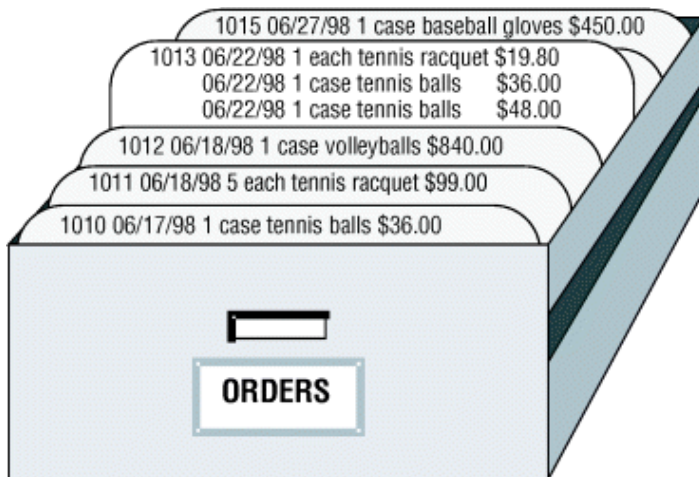 1015 06/27/98 1 case baseball gloves $450.00
1013 06/22/98 1 each tennis racquet $19.80
06/22/98 1 case tennis balls $36.00
06/22/98 1 case tennis balls $48.00
1012 06/18/98 1 case volleyballs $840.00
1011 06/18/98 5 each tennis racquet $99.00
1010 06/17/98 1 case tennis balls $36.00
ORDERS